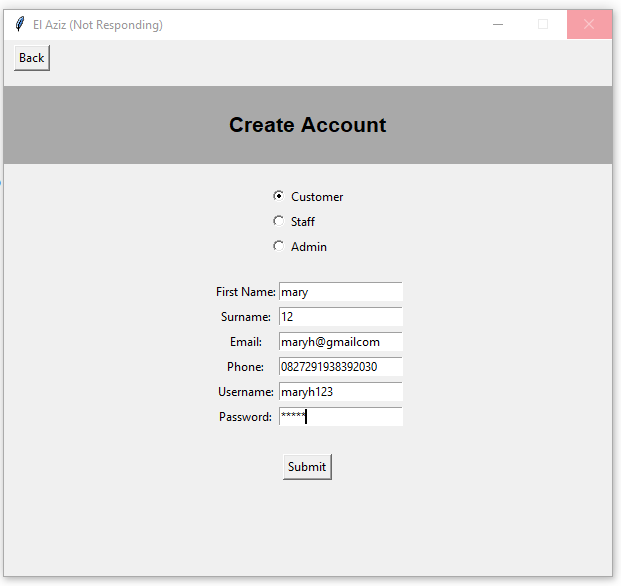 El Aziz (Not Responding)
Back
Create Account
Customer
Staff
Admin
First Name: mary
Surname: 12
Email: maryh@gmailcom
Phone: 0827291938392030
Username: maryh123
Password: *****
Submit